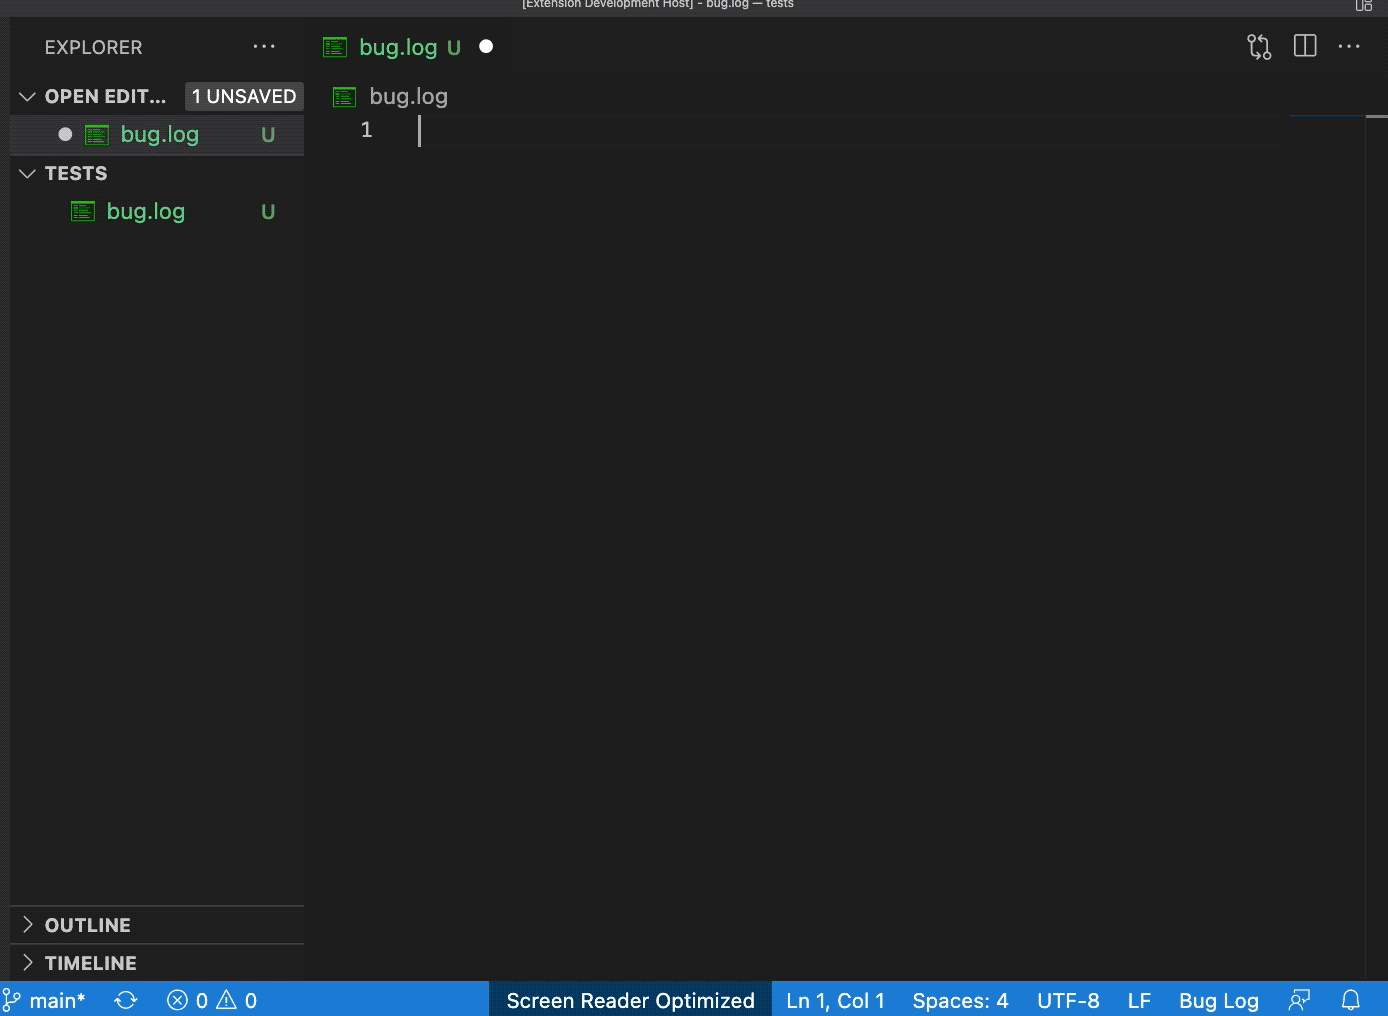 [Extension Development Host] - bug.log — tests
EXPLORER
bug.log U
OPEN EDIT... 1 UNSAVED
bug.log
bug.log U
1
TESTS
bug.log U
OUTLINE
TIMELINE
main* 0 0 Screen Reader Optimized Ln 1, Col 1 Spaces: 4 UTF-8 LF Bug Log